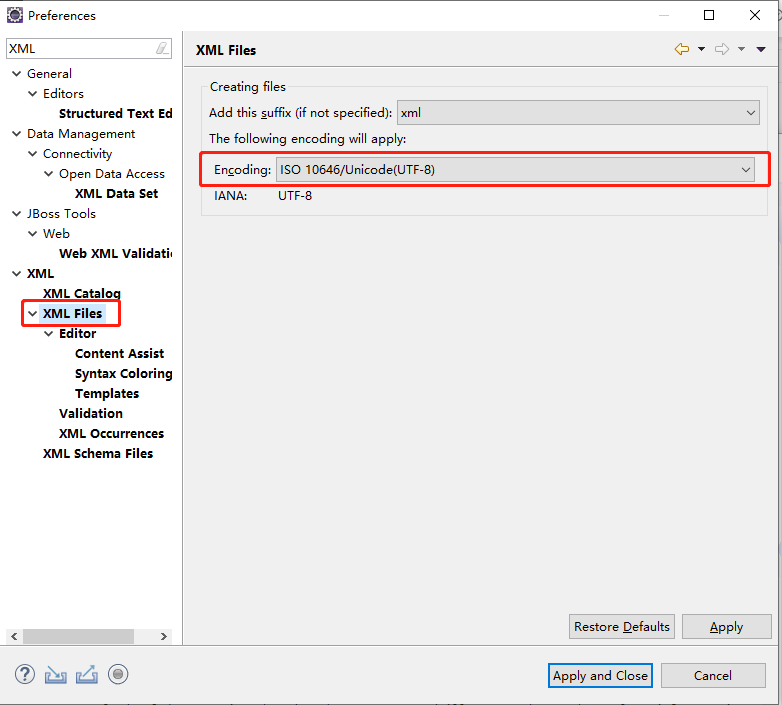 Preferences
XML
General
Editors
Structured Text Ed
Data Management
Connectivity
Open Data Access
XML Data Set
JBoss Tools
Web
Web XML Validati
XML
XML Catalog
XML Files
Editor
Content Assist
Syntax Coloring
Templates
Validation
XML Occurrences
XML Schema Files
XML Files
Creating files
Add this suffix (if not specified): xml
The following encoding will apply:
Encoding: ISO 10646/Unicode(UTF-8)
IANA: UTF-8
Restore Defaults Apply
Apply and Close Cancel